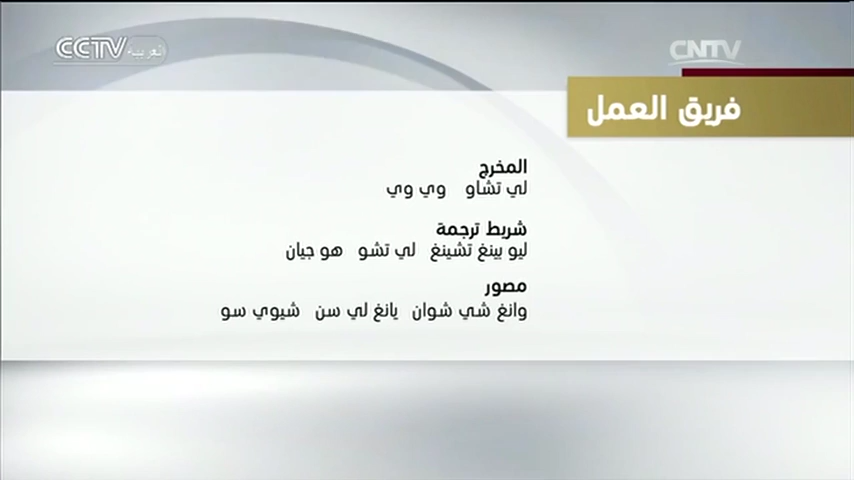 CCTV العربية
CNTV
فريق العمل
المخرج
لي تشاو وي وي
شريط ترجمة
ليو بينغ تشينغ لي تشو هو جيان
مصور
وانغ شي شوان يانغ لي سن شيوي سو